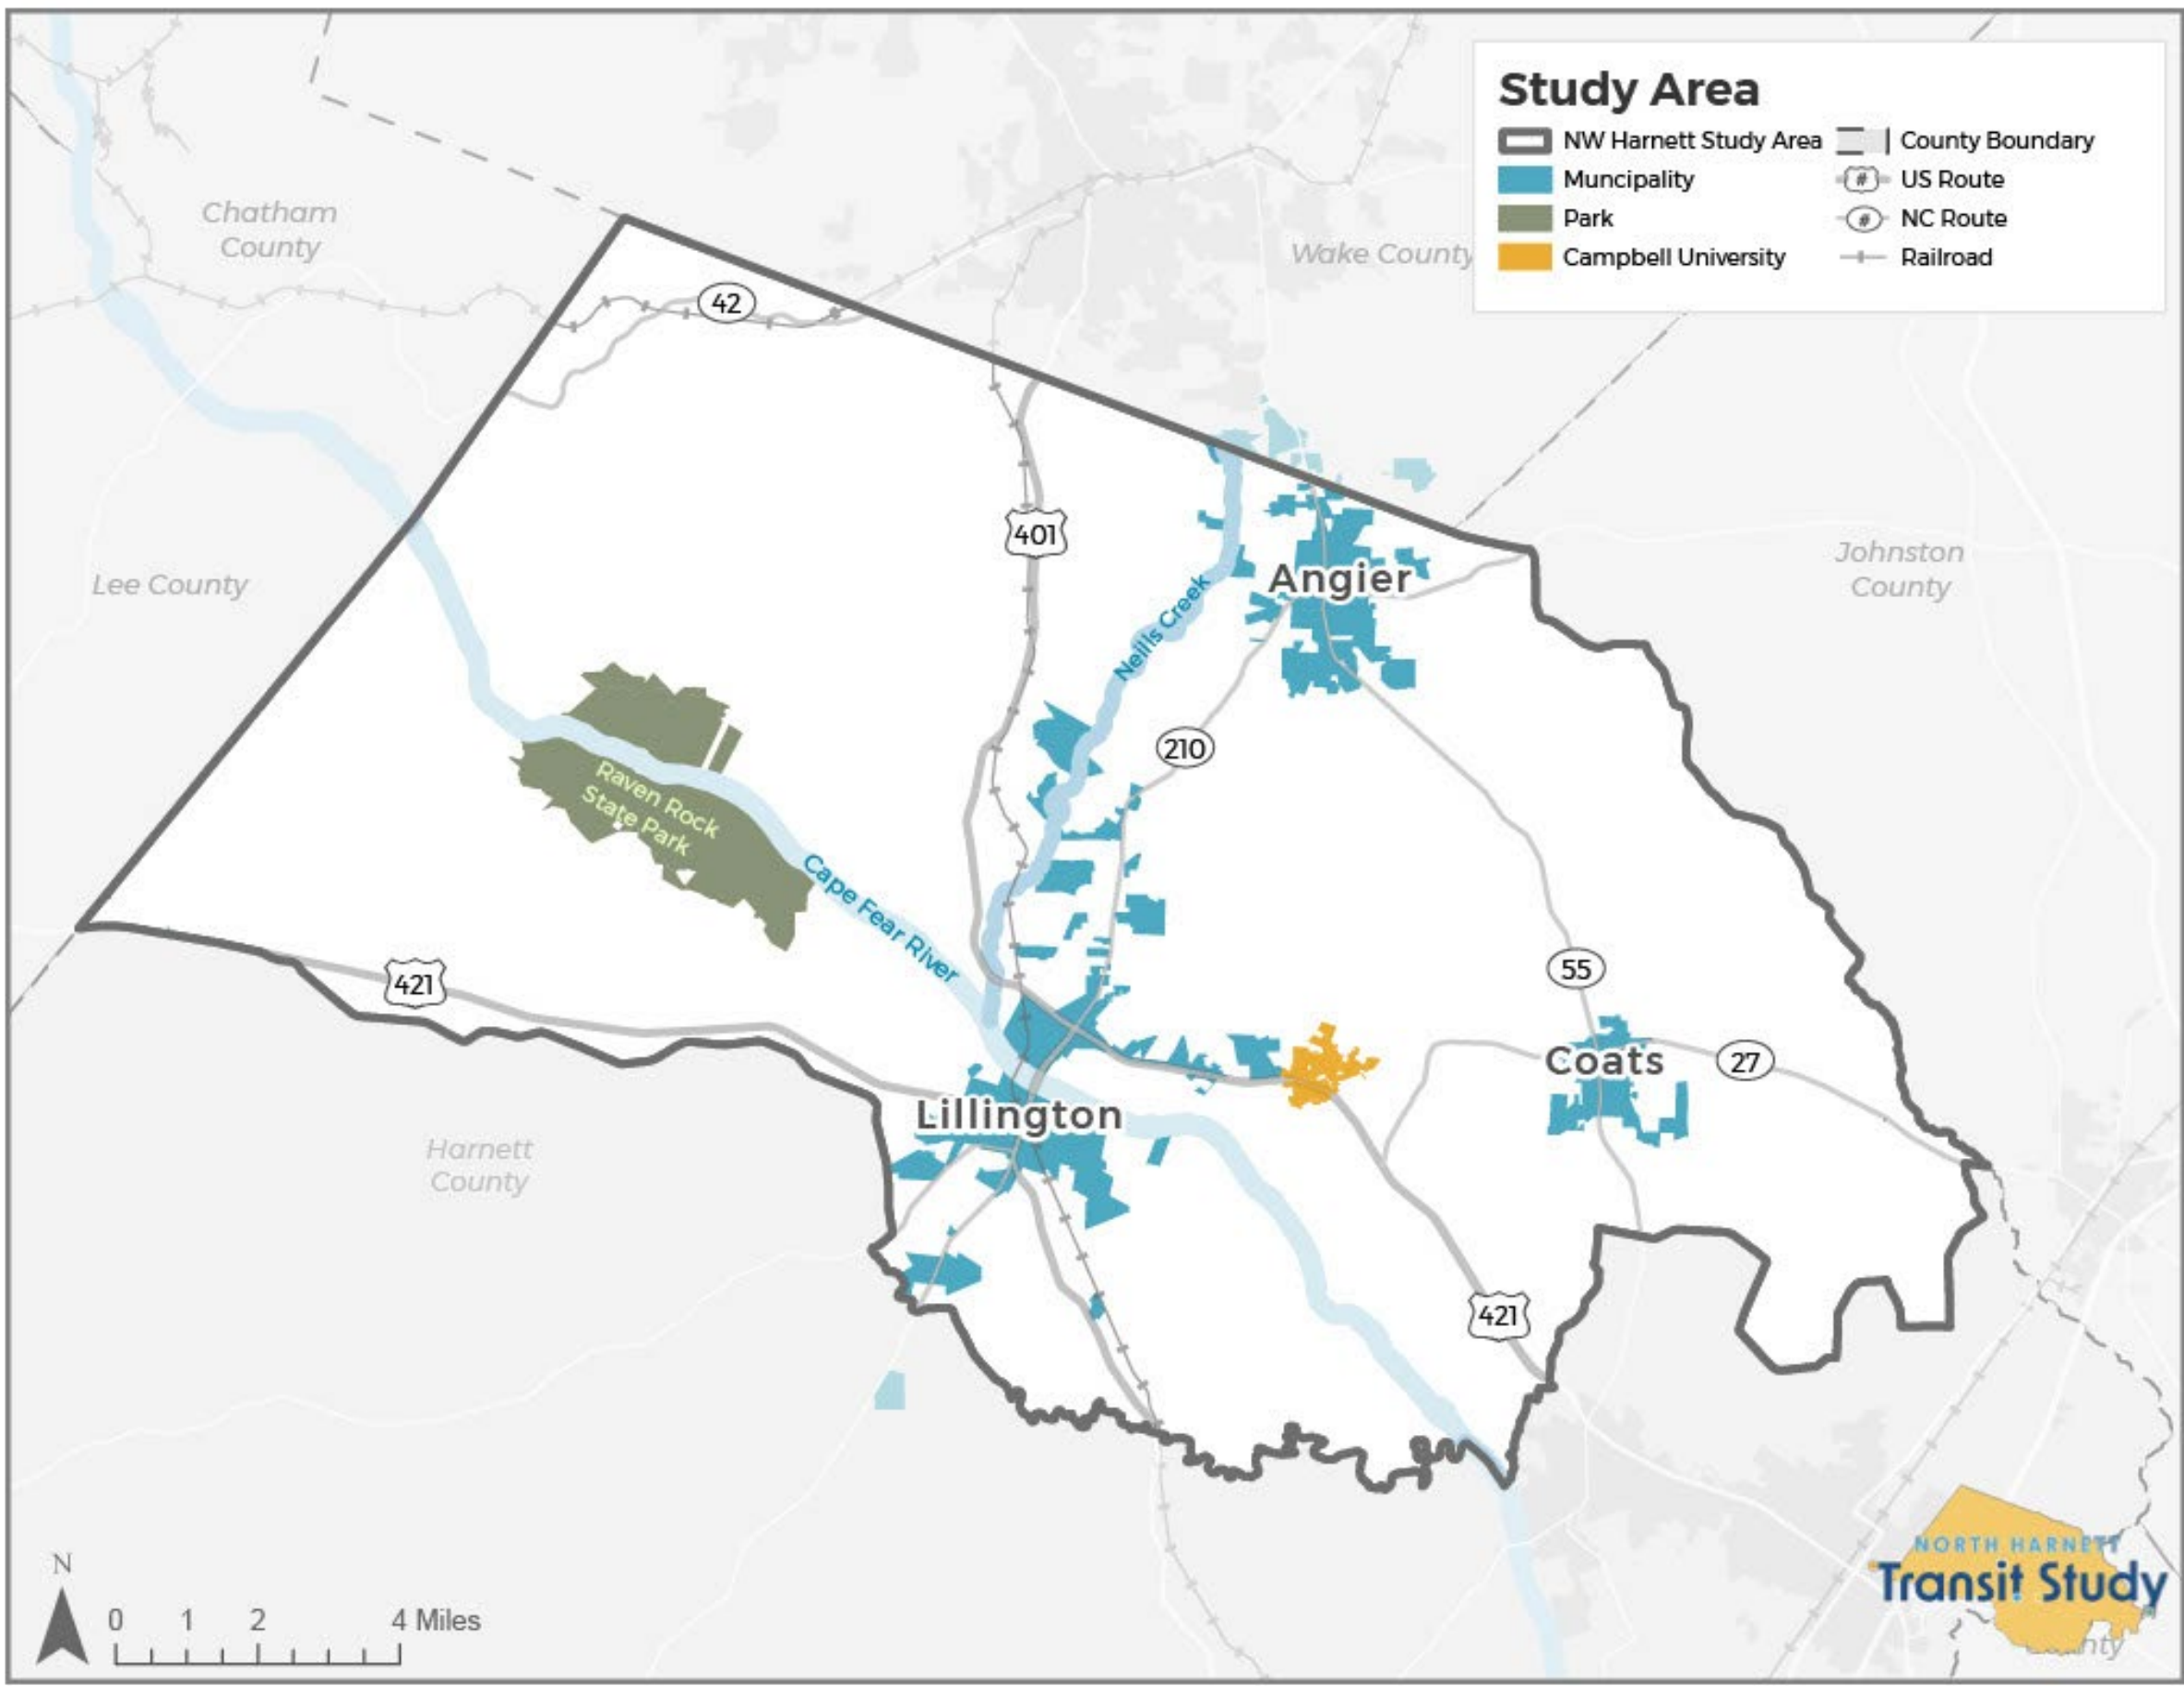 Study Area
NW Harnett Study Area
County Boundary
Muncipality
US Route
Park
NC Route
Campbell University
Railroad
#
#
Chatham
County
Wake County
42
401
Johnston
County
Lee County
Angier
Neills Creek
210
Raven Rock
State Park
Cape Fear River
421
55
Coats
27
Lillington
Harnett
County
421
N
0 1 2 4 Miles
NORTH HARNETT
Transit Study